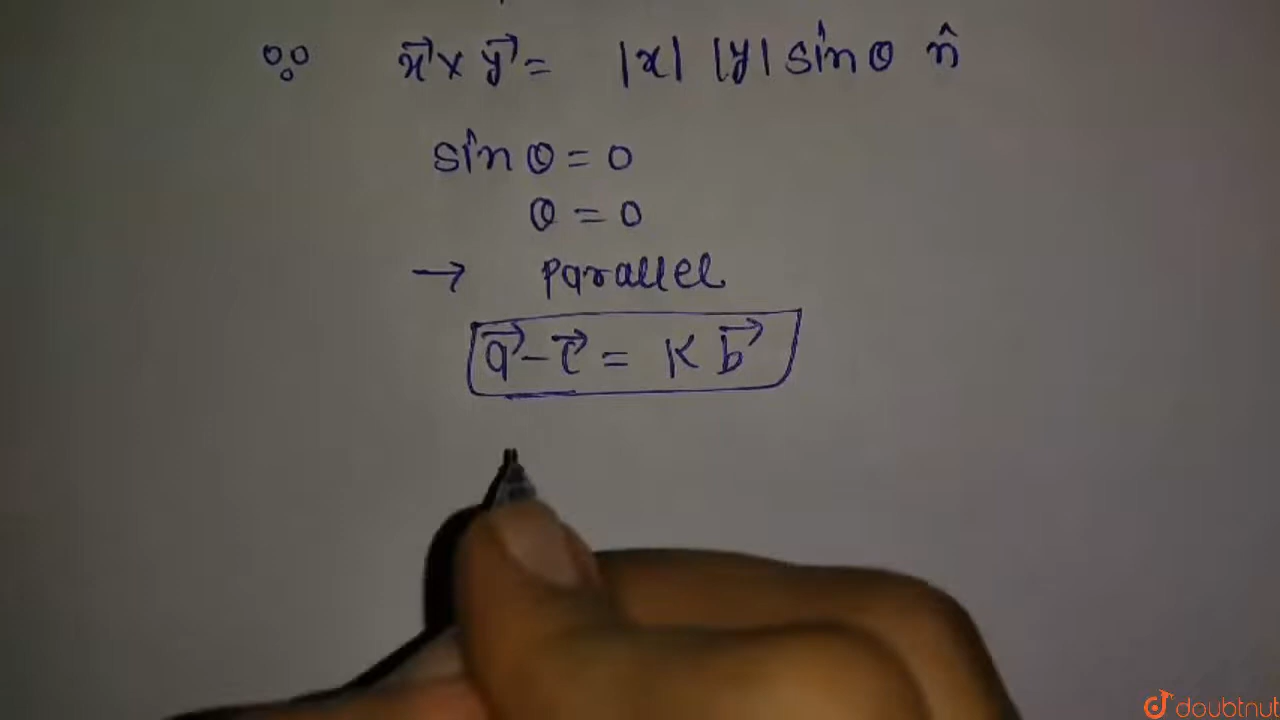 ∵ x⃗ × y⃗ = |x| |y| sin θ n̂
sin θ = 0
θ = 0
→ Parallel
a⃗ - c⃗ = K b⃗
doubtnut